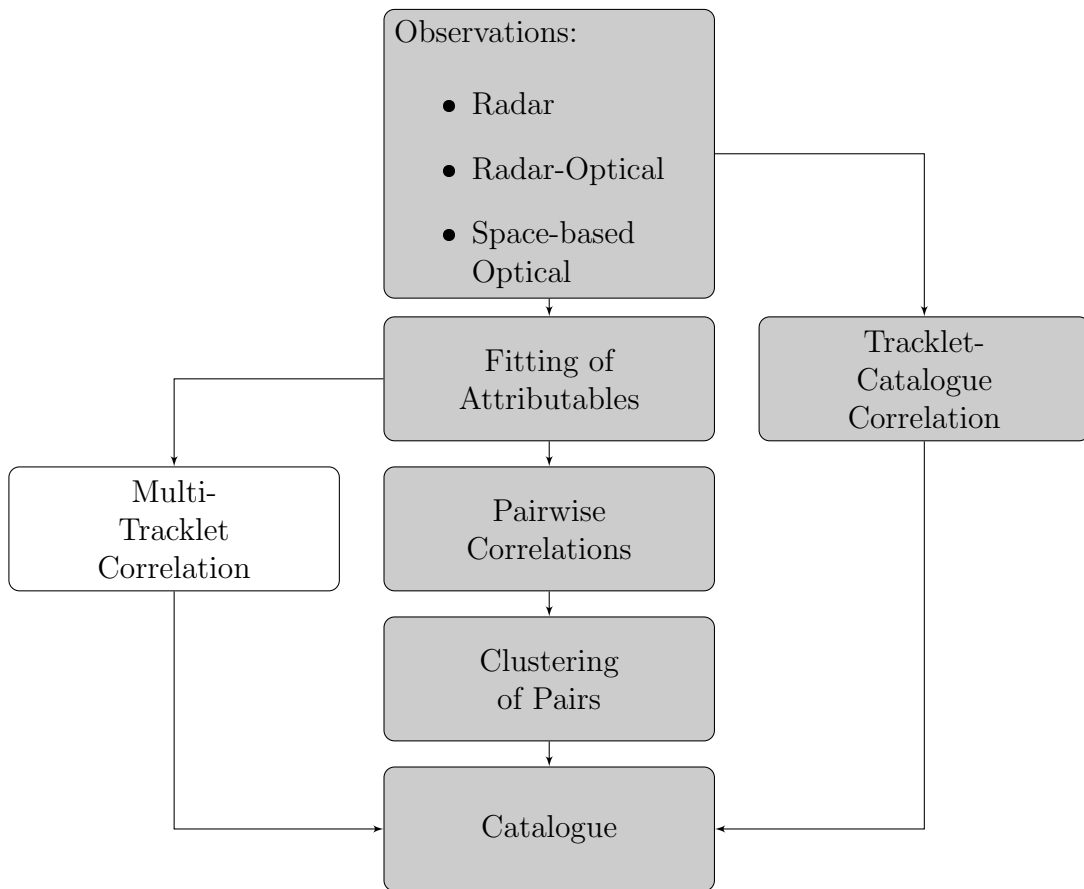 Observations:
• Radar
• Radar-Optical
• Space-based
Optical
Fitting of
Attributables
Tracklet-
Catalogue
Correlation
Multi-
Tracklet
Correlation
Pairwise
Correlations
Clustering
of Pairs
Catalogue